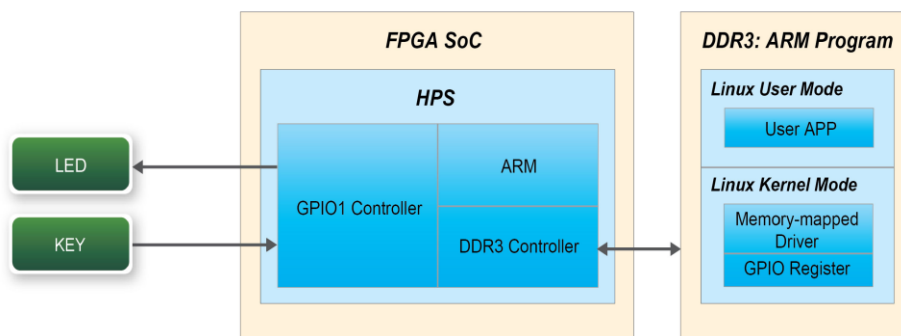 FPGA SoC
HPS
LED
KEY
GPIO1 Controller
ARM
DDR3 Controller
DDR3: ARM Program
Linux User Mode
User APP
Linux Kernel Mode
Memory-mapped
Driver
GPIO Register